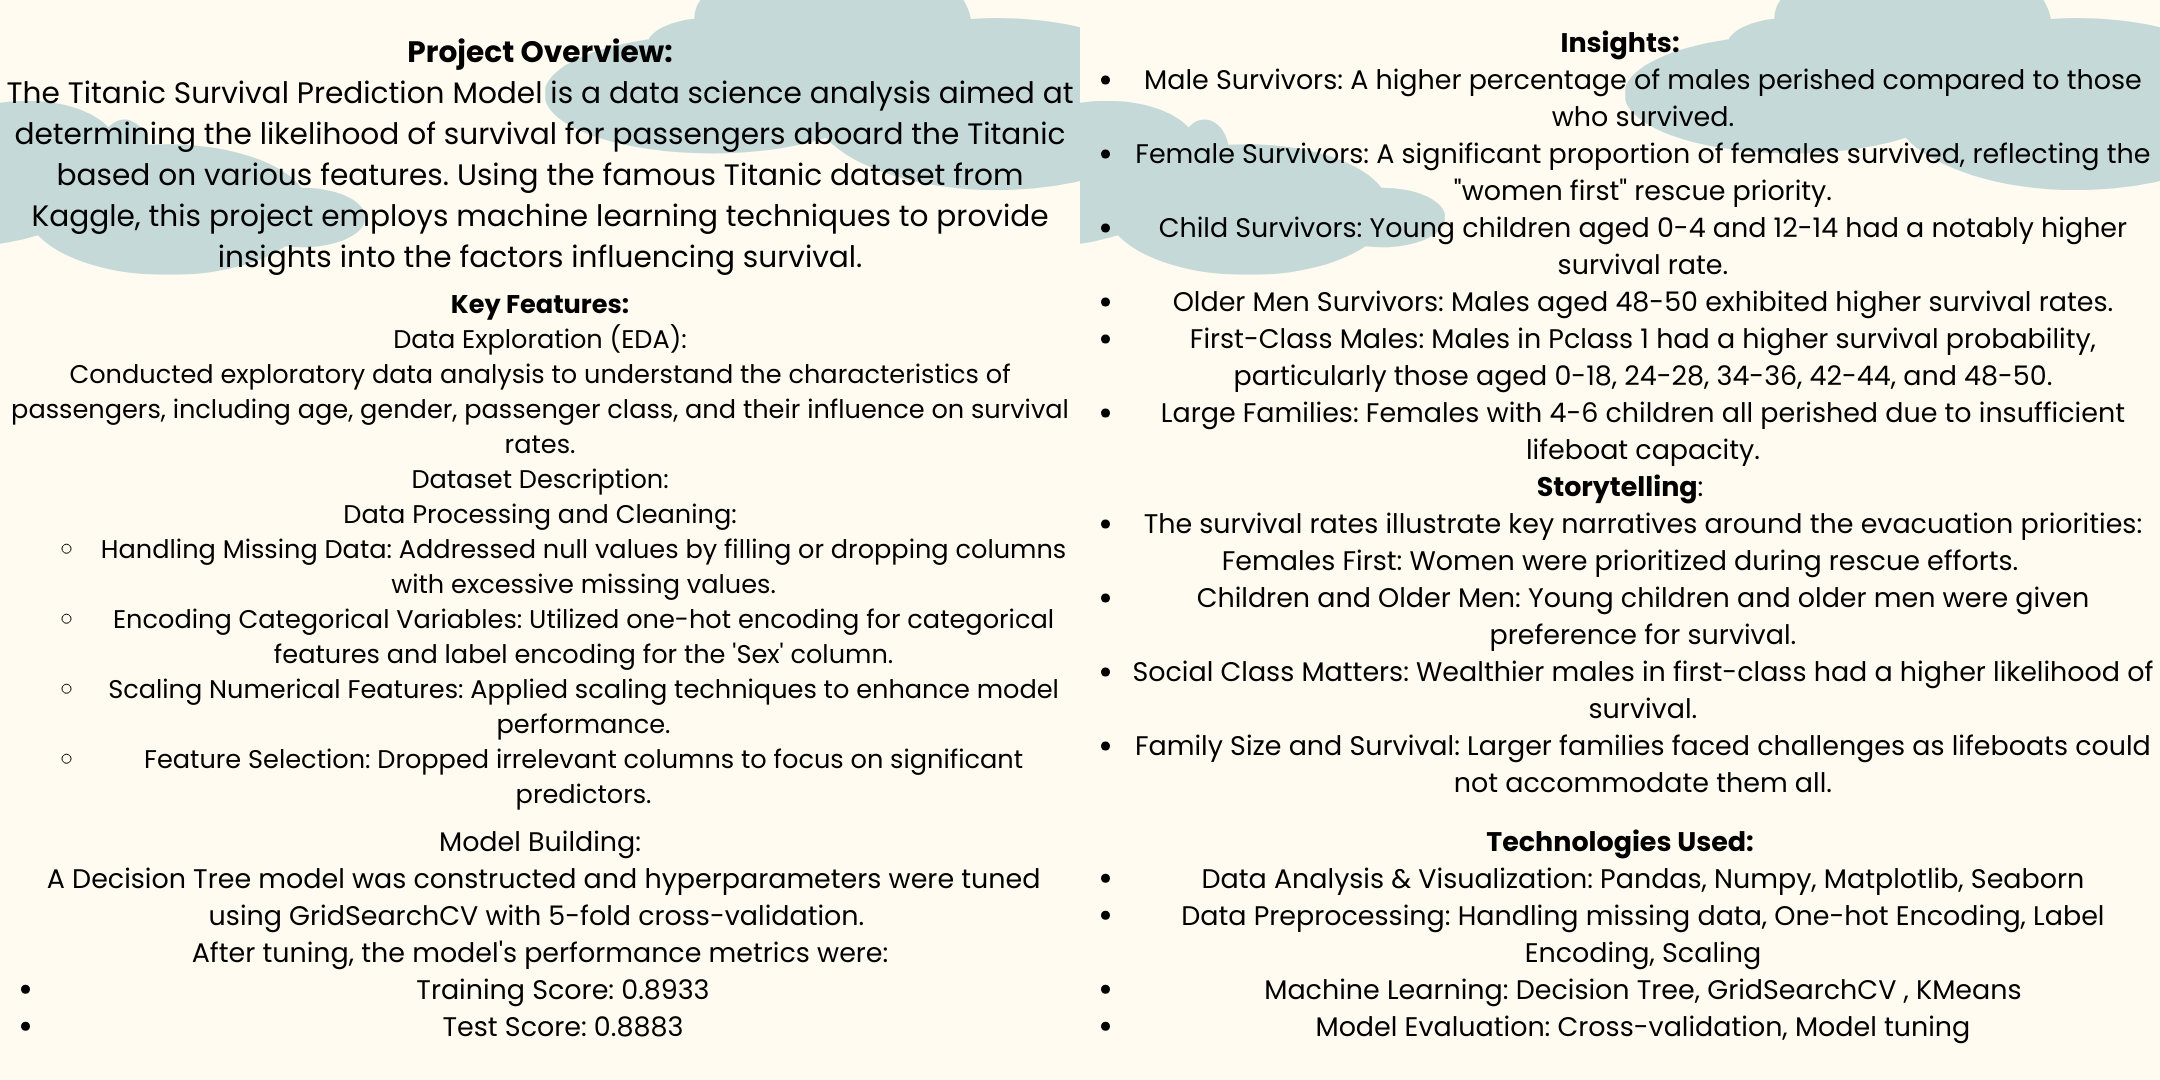 Project Overview:
The Titanic Survival Prediction Model is a data science analysis aimed at
determining the likelihood of survival for passengers aboard the Titanic
based on various features. Using the famous Titanic dataset from
Kaggle, this project employs machine learning techniques to provide
insights into the factors influencing survival.
Key Features:
Data Exploration (EDA):
Conducted exploratory data analysis to understand the characteristics of
passengers, including age, gender, passenger class, and their influence on survival
rates.
Dataset Description:
Data Processing and Cleaning:
◦ Handling Missing Data: Addressed null values by filling or dropping columns
with excessive missing values.
◦ Encoding Categorical Variables: Utilized one-hot encoding for categorical
features and label encoding for the 'Sex' column.
◦ Scaling Numerical Features: Applied scaling techniques to enhance model
performance.
◦ Feature Selection: Dropped irrelevant columns to focus on significant
predictors.
Model Building:
A Decision Tree model was constructed and hyperparameters were tuned
using GridSearchCV with 5-fold cross-validation.
After tuning, the model's performance metrics were:
• Training Score: 0.8933
• Test Score: 0.8883
Insights:
• Male Survivors: A higher percentage of males perished compared to those
who survived.
• Female Survivors: A significant proportion of females survived, reflecting the
"women first" rescue priority.
• Child Survivors: Young children aged 0-4 and 12-14 had a notably higher
survival rate.
• Older Men Survivors: Males aged 48-50 exhibited higher survival rates.
• First-Class Males: Males in Pclass 1 had a higher survival probability,
particularly those aged 0-18, 24-28, 34-36, 42-44, and 48-50.
• Large Families: Females with 4-6 children all perished due to insufficient
lifeboat capacity.
Storytelling:
• The survival rates illustrate key narratives around the evacuation priorities:
Females First: Women were prioritized during rescue efforts.
• Children and Older Men: Young children and older men were given
preference for survival.
• Social Class Matters: Wealthier males in first-class had a higher likelihood of
survival.
• Family Size and Survival: Larger families faced challenges as lifeboats could
not accommodate them all.
Technologies Used:
• Data Analysis & Visualization: Pandas, Numpy, Matplotlib, Seaborn
• Data Preprocessing: Handling missing data, One-hot Encoding, Label
Encoding, Scaling
• Machine Learning: Decision Tree, GridSearchCV , KMeans
• Model Evaluation: Cross-validation, Model tuning